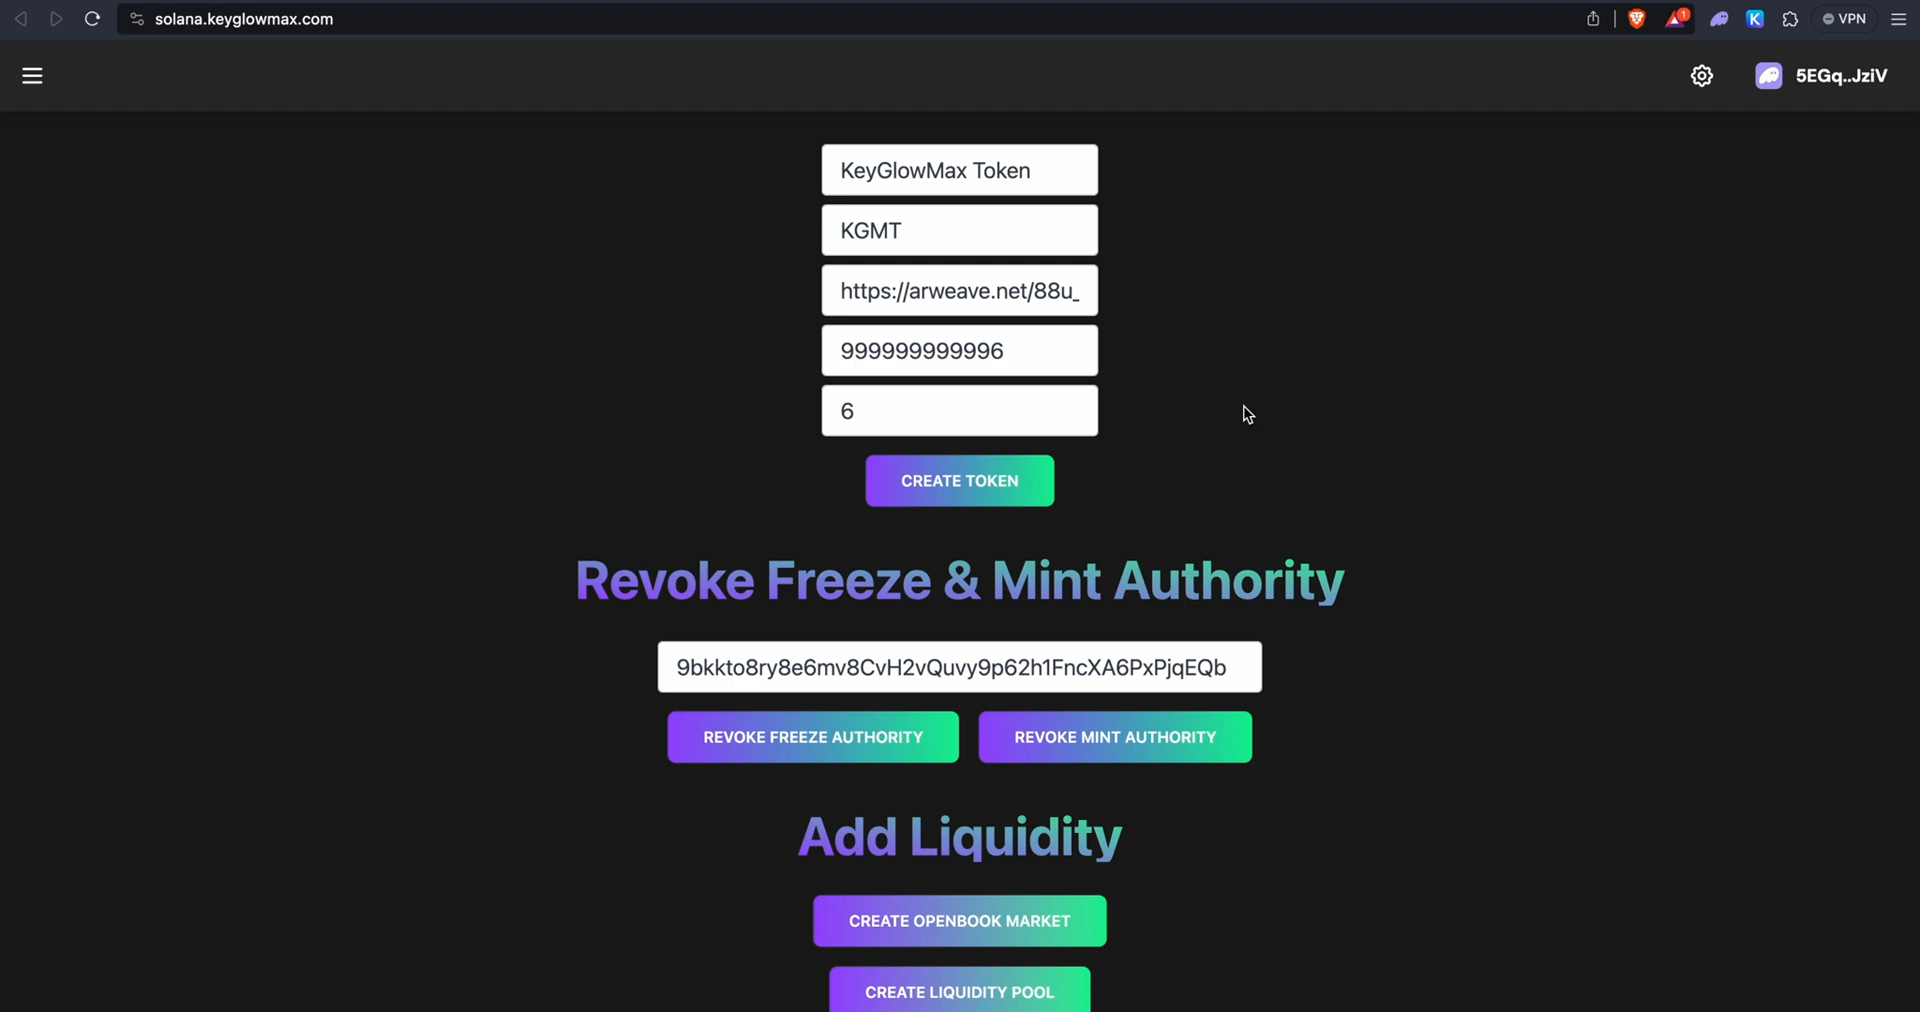 solana.keyglowmax.com
1
K
VPN
5EGq..JziV
KeyGlowMax Token
KGMT
https://arweave.net/88u_
999999999996
6
CREATE TOKEN
Revoke Freeze & Mint Authority
9bkkto8ry8e6mv8CvH2vQuvy9p62h1FncXA6PxPjqEQb
REVOKE FREEZE AUTHORITY
REVOKE MINT AUTHORITY
Add Liquidity
CREATE OPENBOOK MARKET
CREATE LIQUIDITY POOL